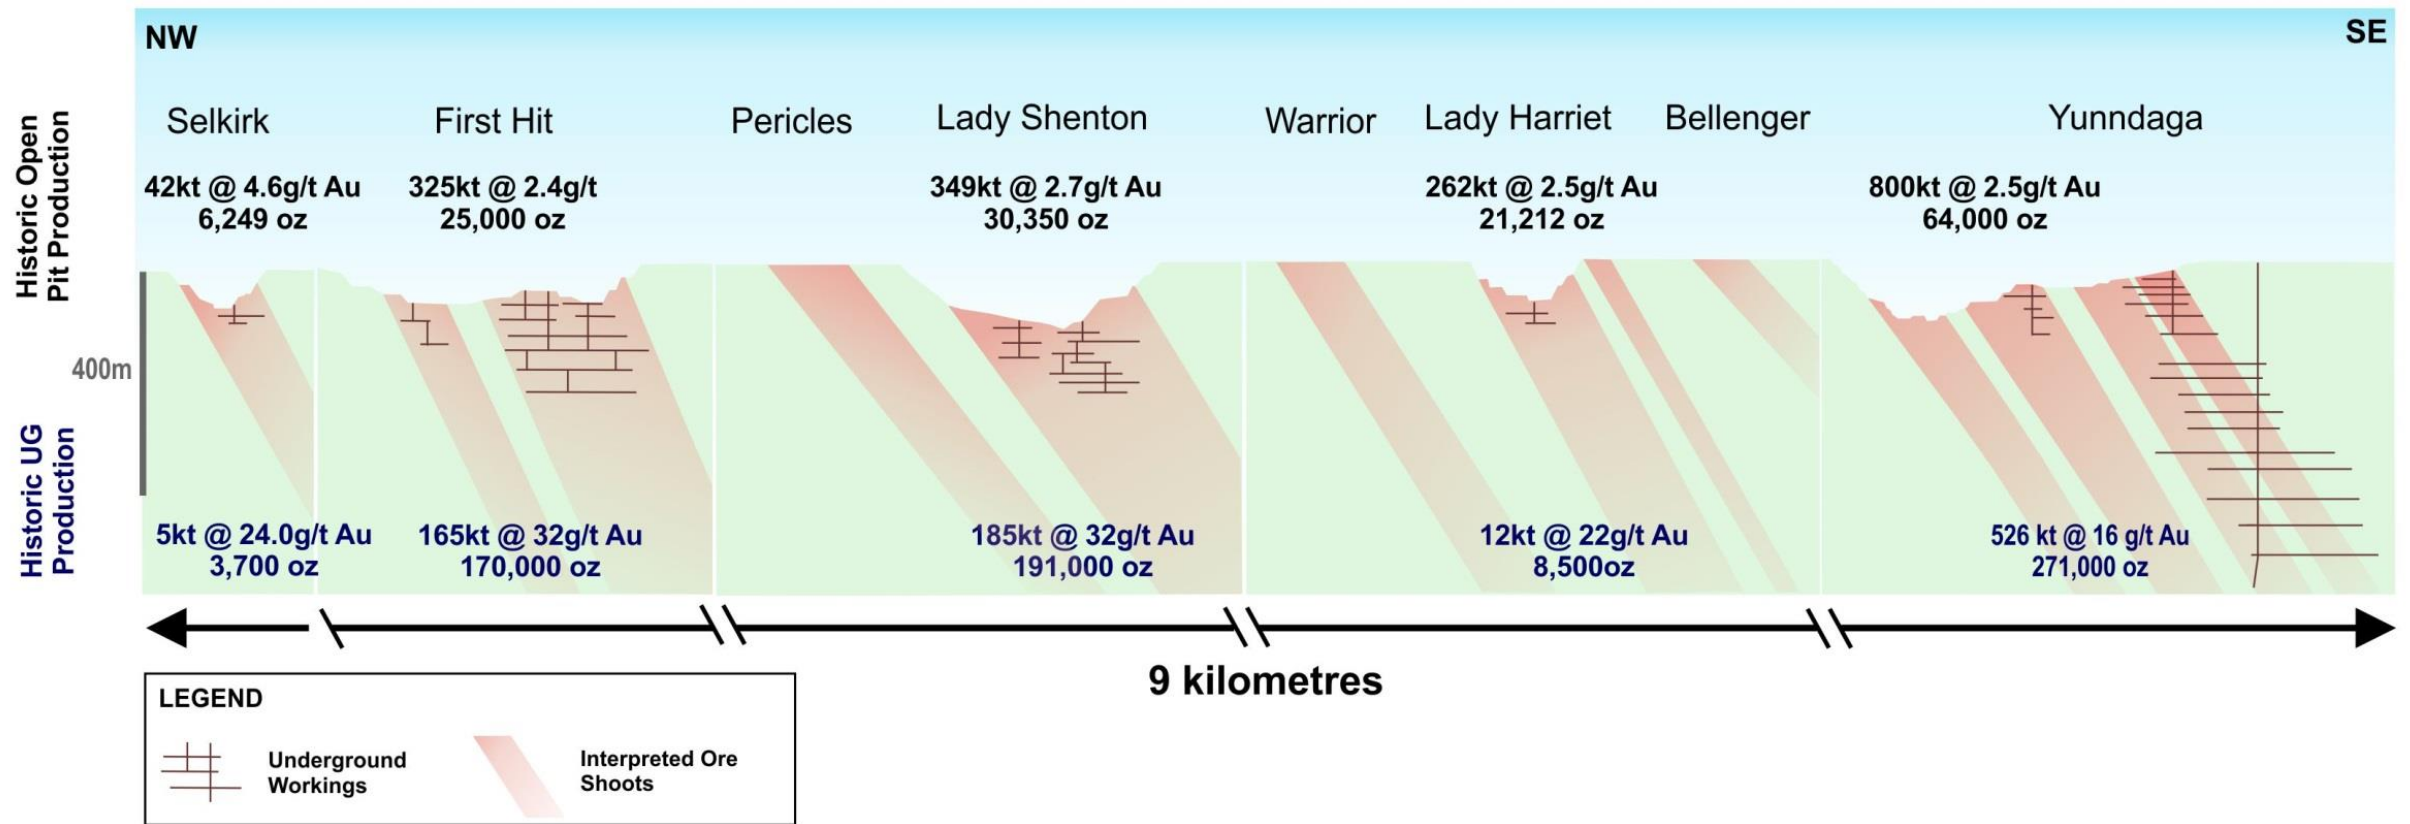 NW
SE
Historic Open
Pit Production
Selkirk
First Hit
Pericles
Lady Shenton
Warrior
Lady Harriet
Bellenger
Yunndaga
42kt @ 4.6g/t Au
6,249 oz
325kt @ 2.4g/t
25,000 oz
349kt @ 2.7g/t Au
30,350 oz
262kt @ 2.5g/t Au
21,212 oz
800kt @ 2.5g/t Au
64,000 oz
400m
Historic UG
Production
5kt @ 24.0g/t Au
3,700 oz
165kt @ 32g/t Au
170,000 oz
185kt @ 32g/t Au
191,000 oz
12kt @ 22g/t Au
8,500oz
526 kt @ 16 g/t Au
271,000 oz
9 kilometres
LEGEND
Underground
Workings
Interpreted Ore
Shoots